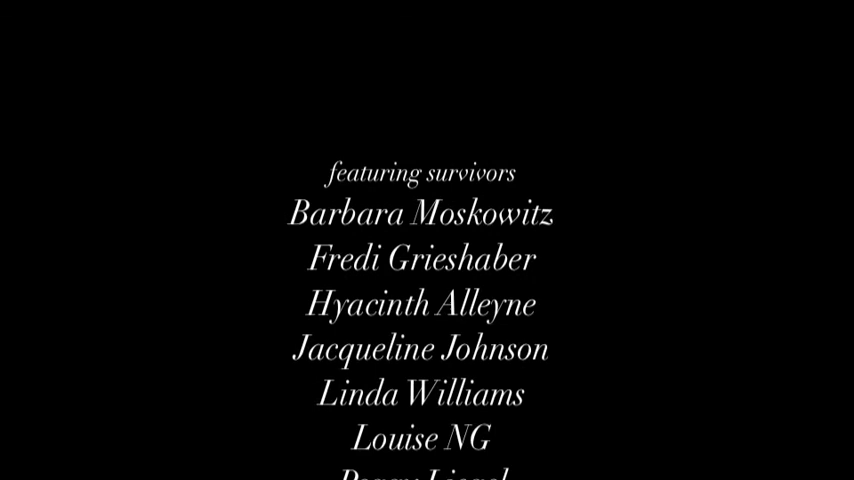 featuring survivors
Barbara Moskowitz
Fredi Grieshaber
Hyacinth Alleyne
Jacqueline Johnson
Linda Williams
Louise NG